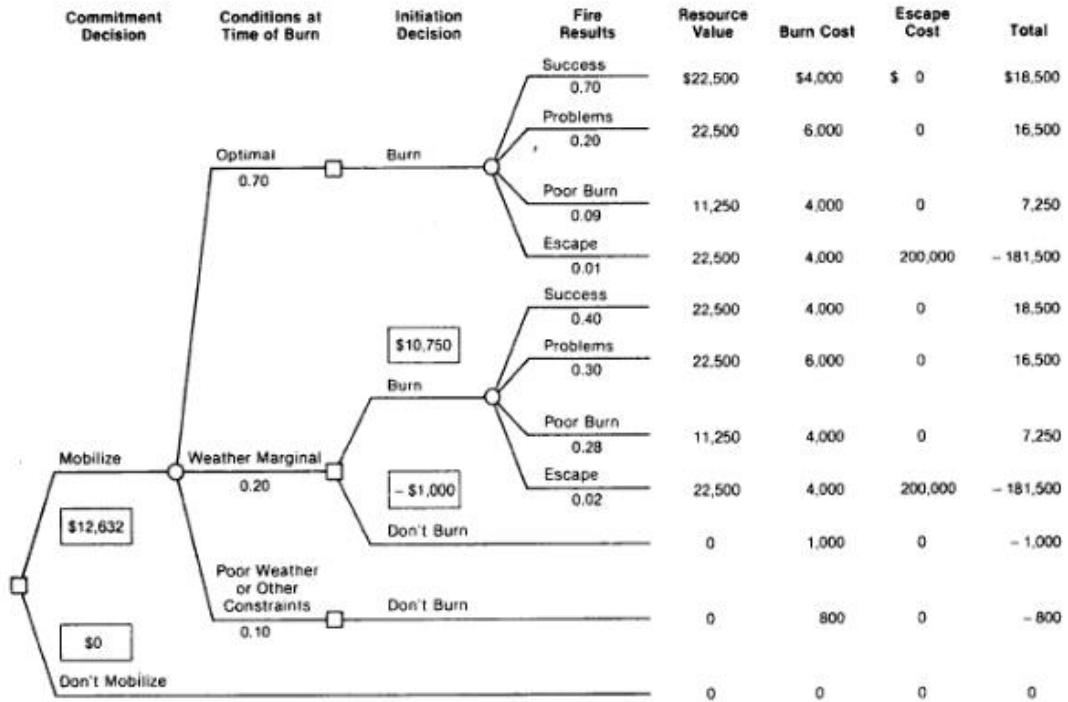 Commitment Decision
Conditions at Time of Burn
Initiation Decision
Fire Results
Resource Value
Burn Cost
Escape Cost
Total
Success
0.70
$22,500 $4,000 $ 0 $18,500
Problems
0.20
22,500 6,000 0 16,500
Optimal
0.70
Burn
Poor Burn
0.09
11,250 4,000 0 7,250
Escape
0.01
22,500 4,000 200,000 – 181,500
Success
0.40
22,500 4,000 0 18,500
$10,750
Problems
0.30
22,500 6,000 0 16,500
Burn
Poor Burn
0.28
11,250 4,000 0 7,250
Mobilize
Weather Marginal
0.20
Escape
0.02
22,500 4,000 200,000 – 181,500
– $1,000
$12,632
Don't Burn
0 1,000 0 – 1,000
Poor Weather
or Other
Constraints
0.10
Don't Burn
0 800 0 – 800
$0
Don't Mobilize
0 0 0 0